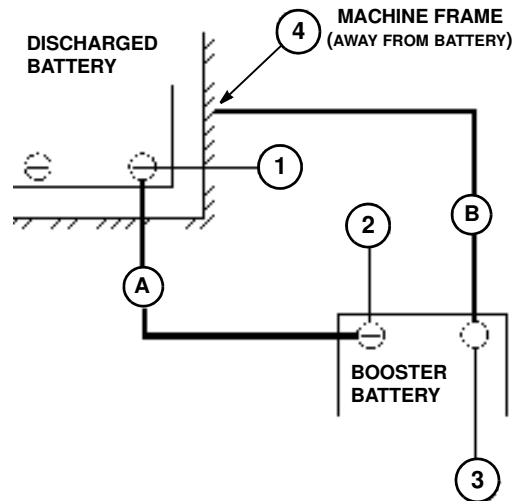 DISCHARGED
BATTERY
4
MACHINE FRAME
(AWAY FROM BATTERY)
1
2
B
A
BOOSTER
BATTERY
3